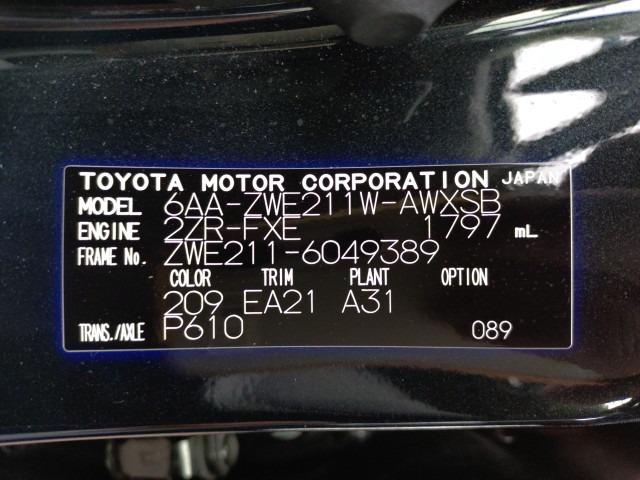 TOYOTA MOTOR CORPORATION JAPAN
MODEL 6AA-ZWE211W-AWXSB
ENGINE 2ZR-FXE 1797 mL
FRAME No. ZWE211-6049389
COLOR TRIM PLANT OPTION
209 EA21 A31
TRANS./AXLE P610 089